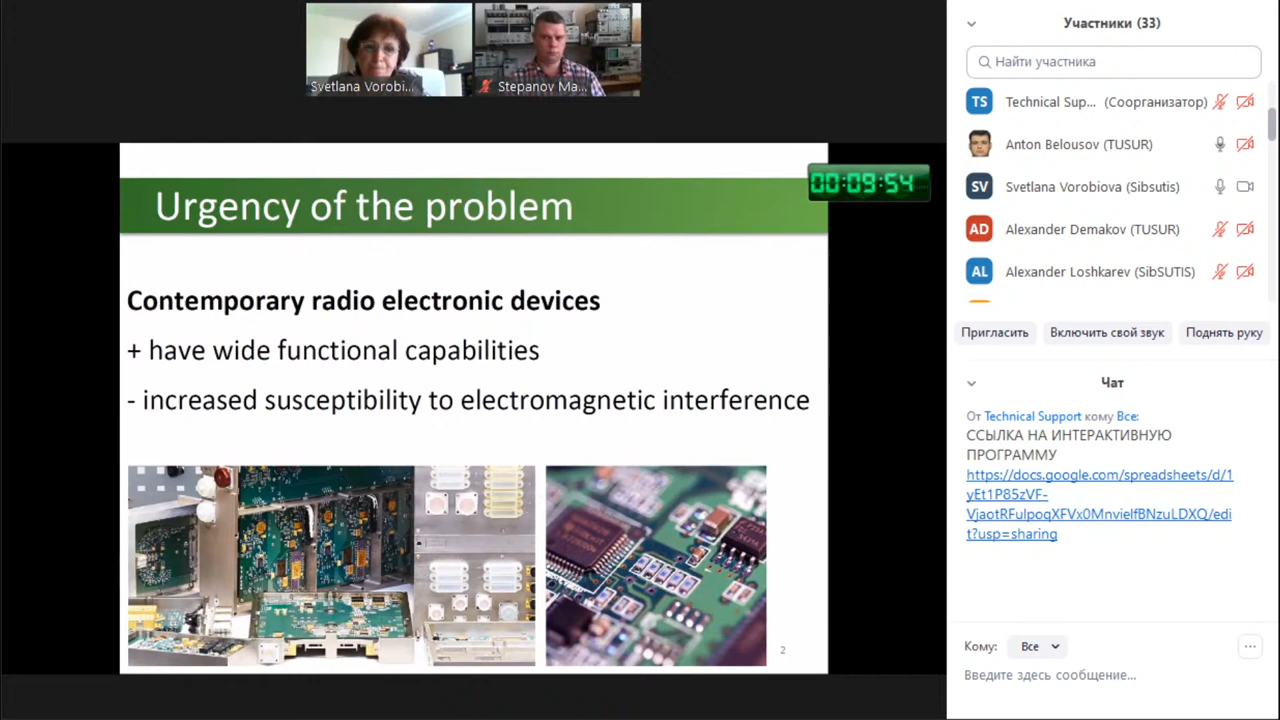 Svetlana Vorobi...
Stepanov Ma...
00:09:54
Urgency of the problem
Contemporary radio electronic devices
+ have wide functional capabilities
- increased susceptibility to electromagnetic interference
2
Участники (33)
Найти участника
TS Technical Sup... (Соорганизатор)
Anton Belousov (TUSUR)
SV Svetlana Vorobiova (Sibsutis)
AD Alexander Demakov (TUSUR)
AL Alexander Loshkarev (SibSUTIS)
Пригласить Включить свой звук Поднять руку
Чат
От Technical Support кому Все:
ССЫЛКА НА ИНТЕРАКТИВНУЮ
ПРОГРАММУ
https://docs.google.com/spreadsheets/d/1
yEt1P85zVF-
VjaotRFulpoqXFVx0MnvielfBNzuLDXQ/edi
t?usp=sharing
Кому: Все
Введите здесь сообщение...